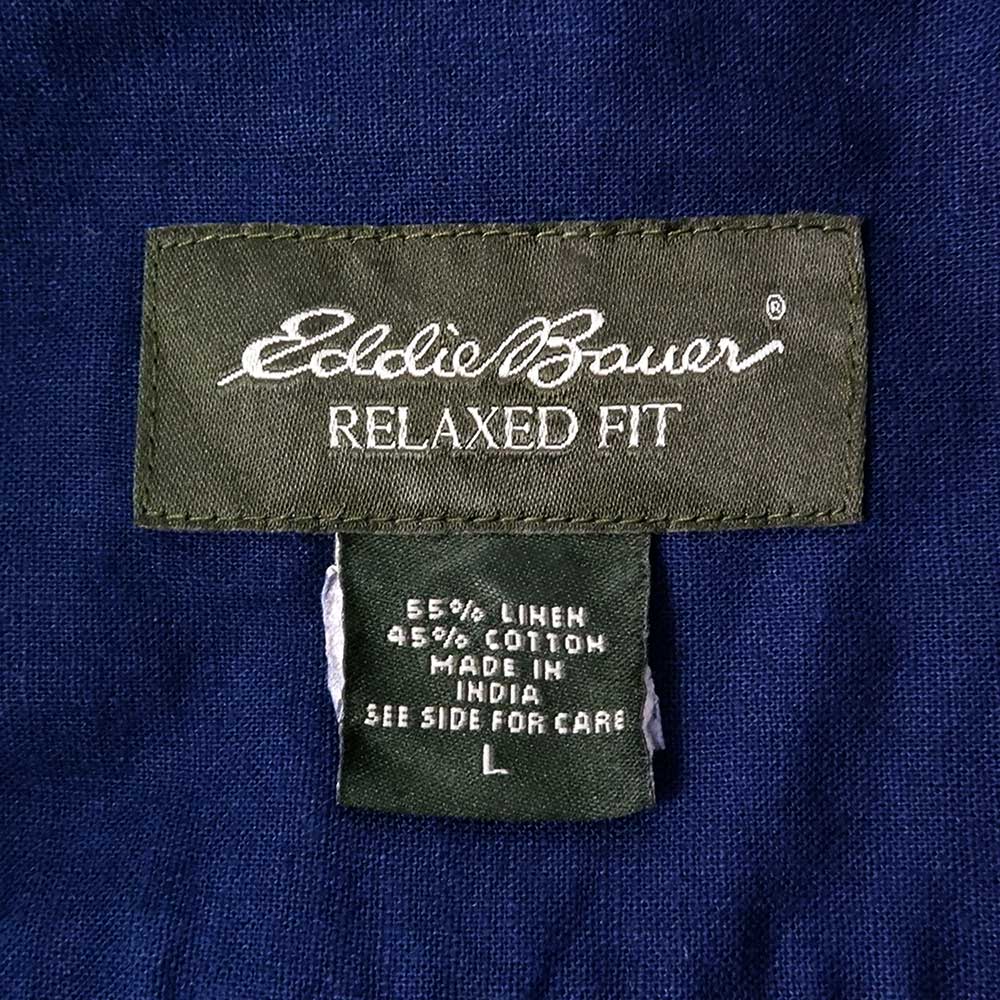 Eddie Bauer ®
RELAXED FIT
55% LINEN
45% COTTON
MADE IN
INDIA
SEE SIDE FOR CARE
L